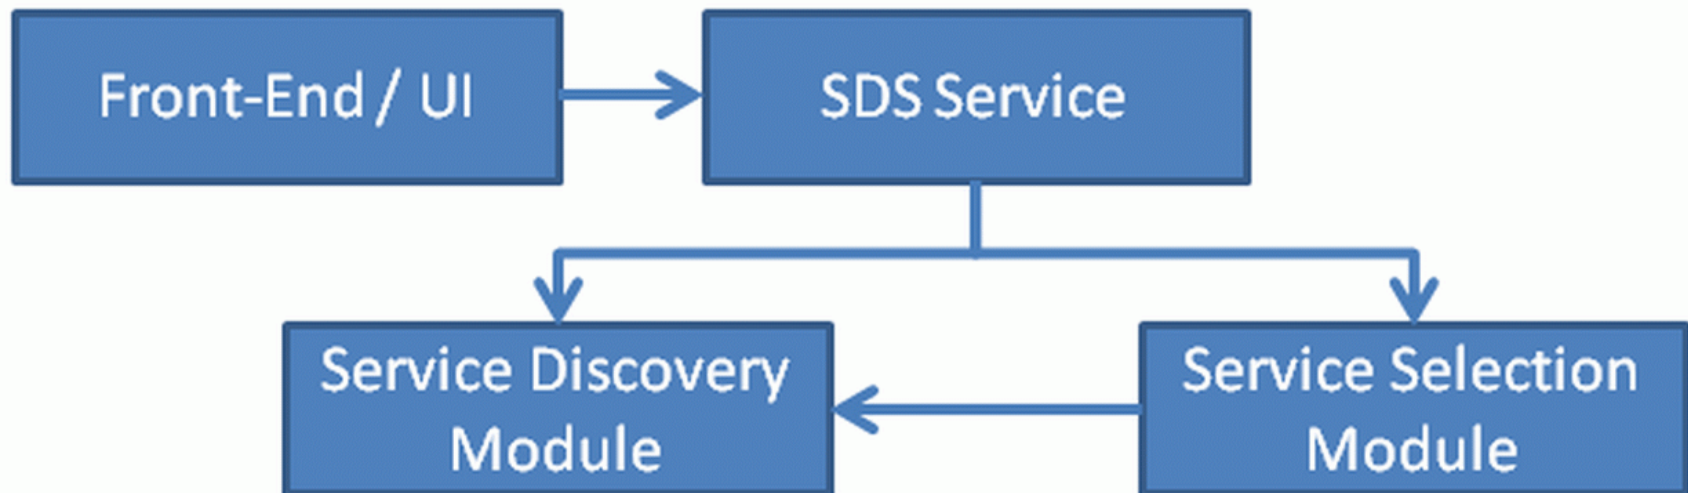 Front-End / UI
SDS Service
Service Discovery
Module
Service Selection
Module